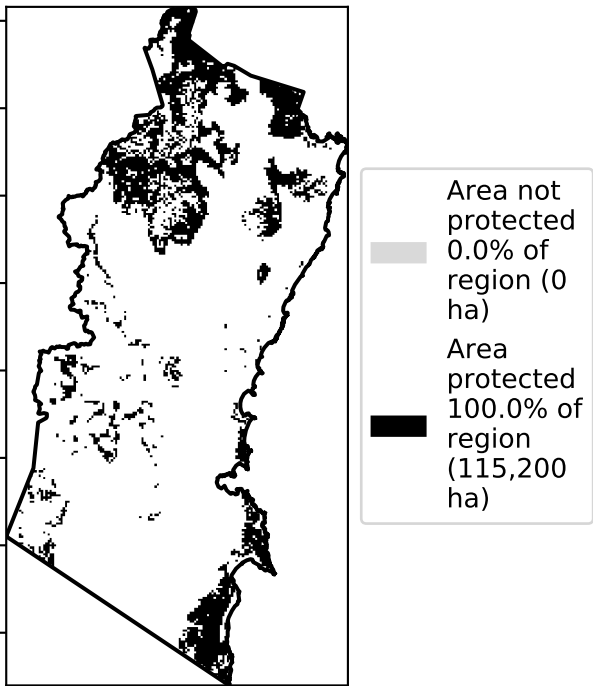 Area not
protected
0.0% of
region (0
ha)
Area
protected
100.0% of
region
(115,200
ha)